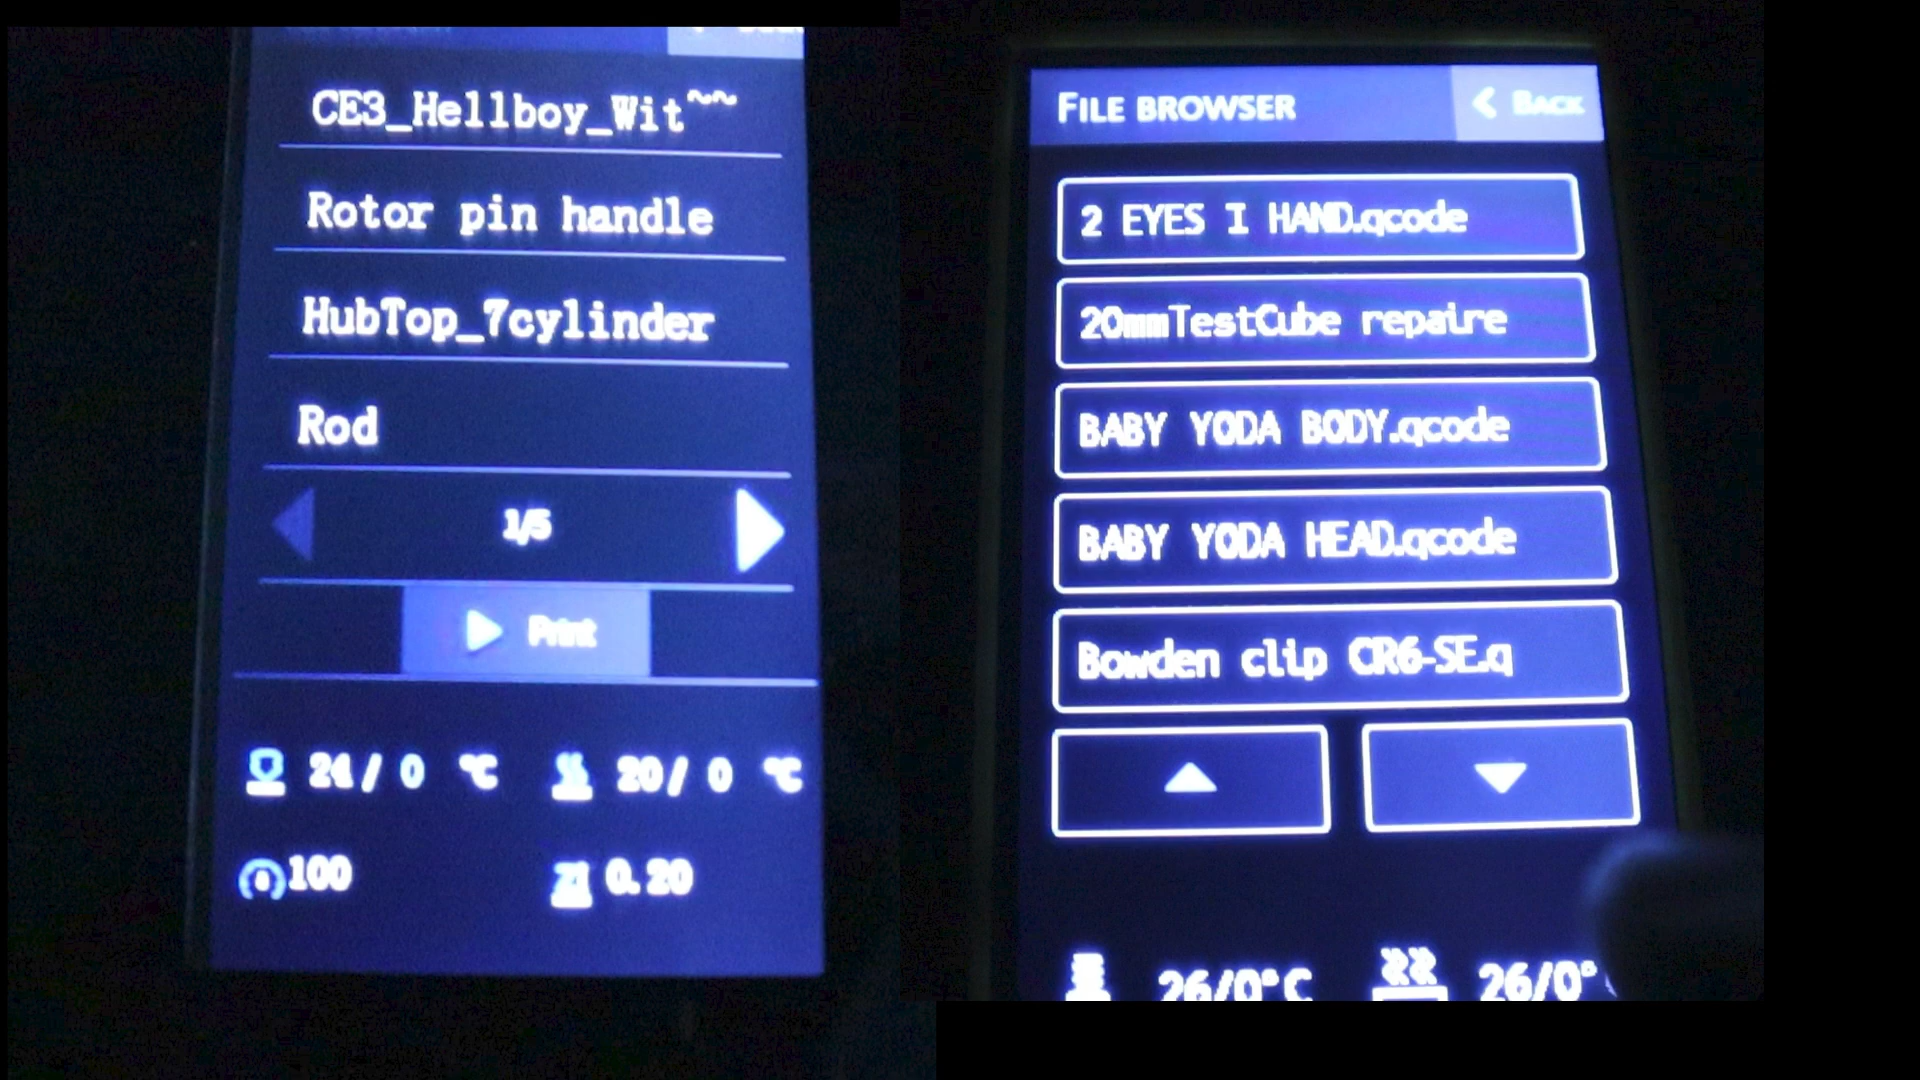 CE3_Hellboy_Wit~~
Rotor pin handle
HubTop_7cylinder
Rod
1/5
Print
24/ 0 ℃ 20/ 0 ℃
100 0.20
FILE BROWSER
BACK
2 EYES I HAND.gcode
20mmTestCube repaire
BABY YODA BODY.gcode
BABY YODA HEAD.gcode
Bowden clip CR6-SE.g
26/0°C 26/0°